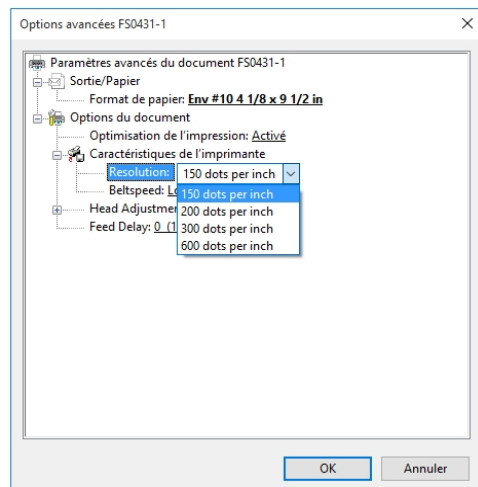 Options avancées FS0431-1
Paramètres avancés du document FS0431-1
Sortie/Papier
Format de papier: Env #10 4 1/8 x 9 1/2 in
Options du document
Optimisation de l'impression: Activé
Caractéristiques de l'imprimante
Resolution: 150 dots per inch
Beltspeed:
150 dots per inch
Head
200 dots per inch
Feed Delay: 0
300 dots per inch
600 dots per inch
OK Annuler